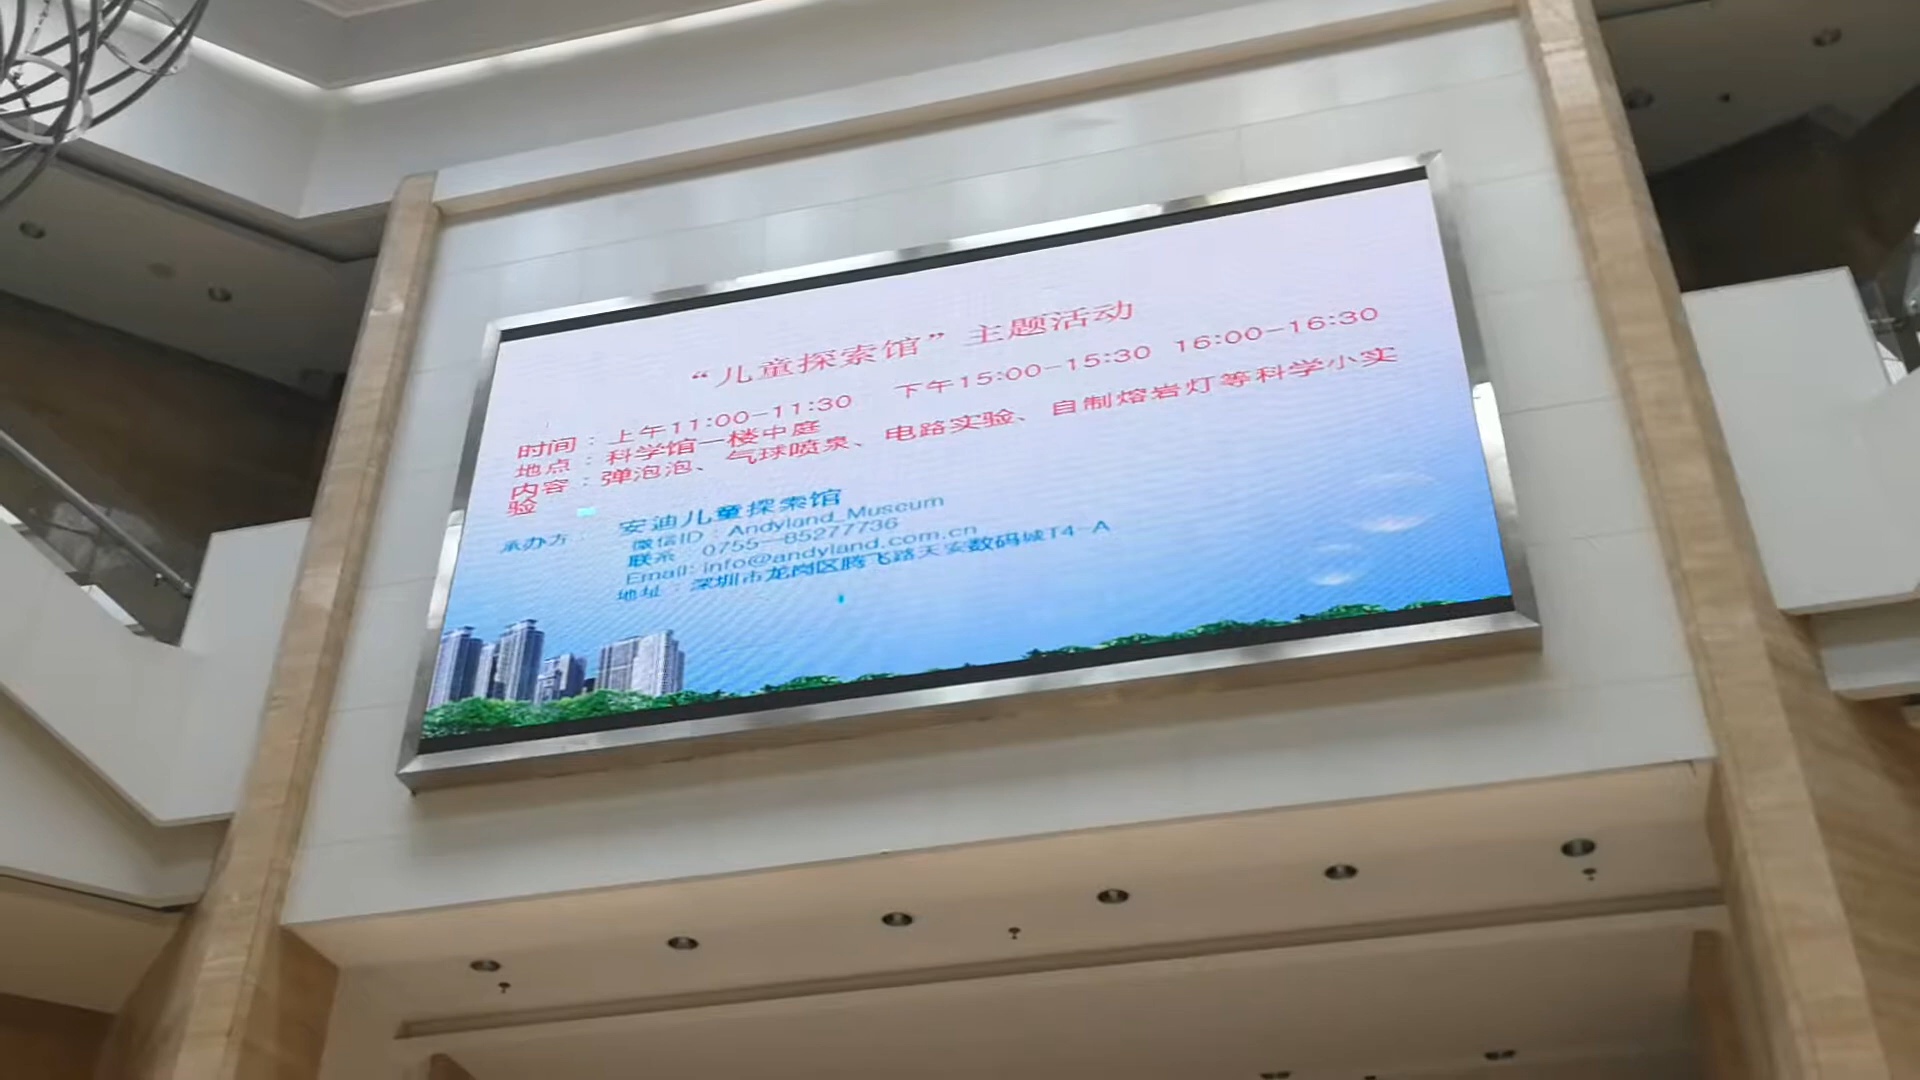 “儿童探索馆”主题活动
时间：上午11:00-11:30 下午15:00-15:30 16:00-16:30
地点：科学馆一楼中庭
内容：弹泡泡、气球喷泉、电路实验、自制熔岩灯等科学小实
验
承办方：安迪儿童探索馆
微信ID：Andyland_Museum
联系：0755—85277736
Email: info@andyland.com.cn
地址：深圳市龙岗区腾飞路天安数码城T4-A